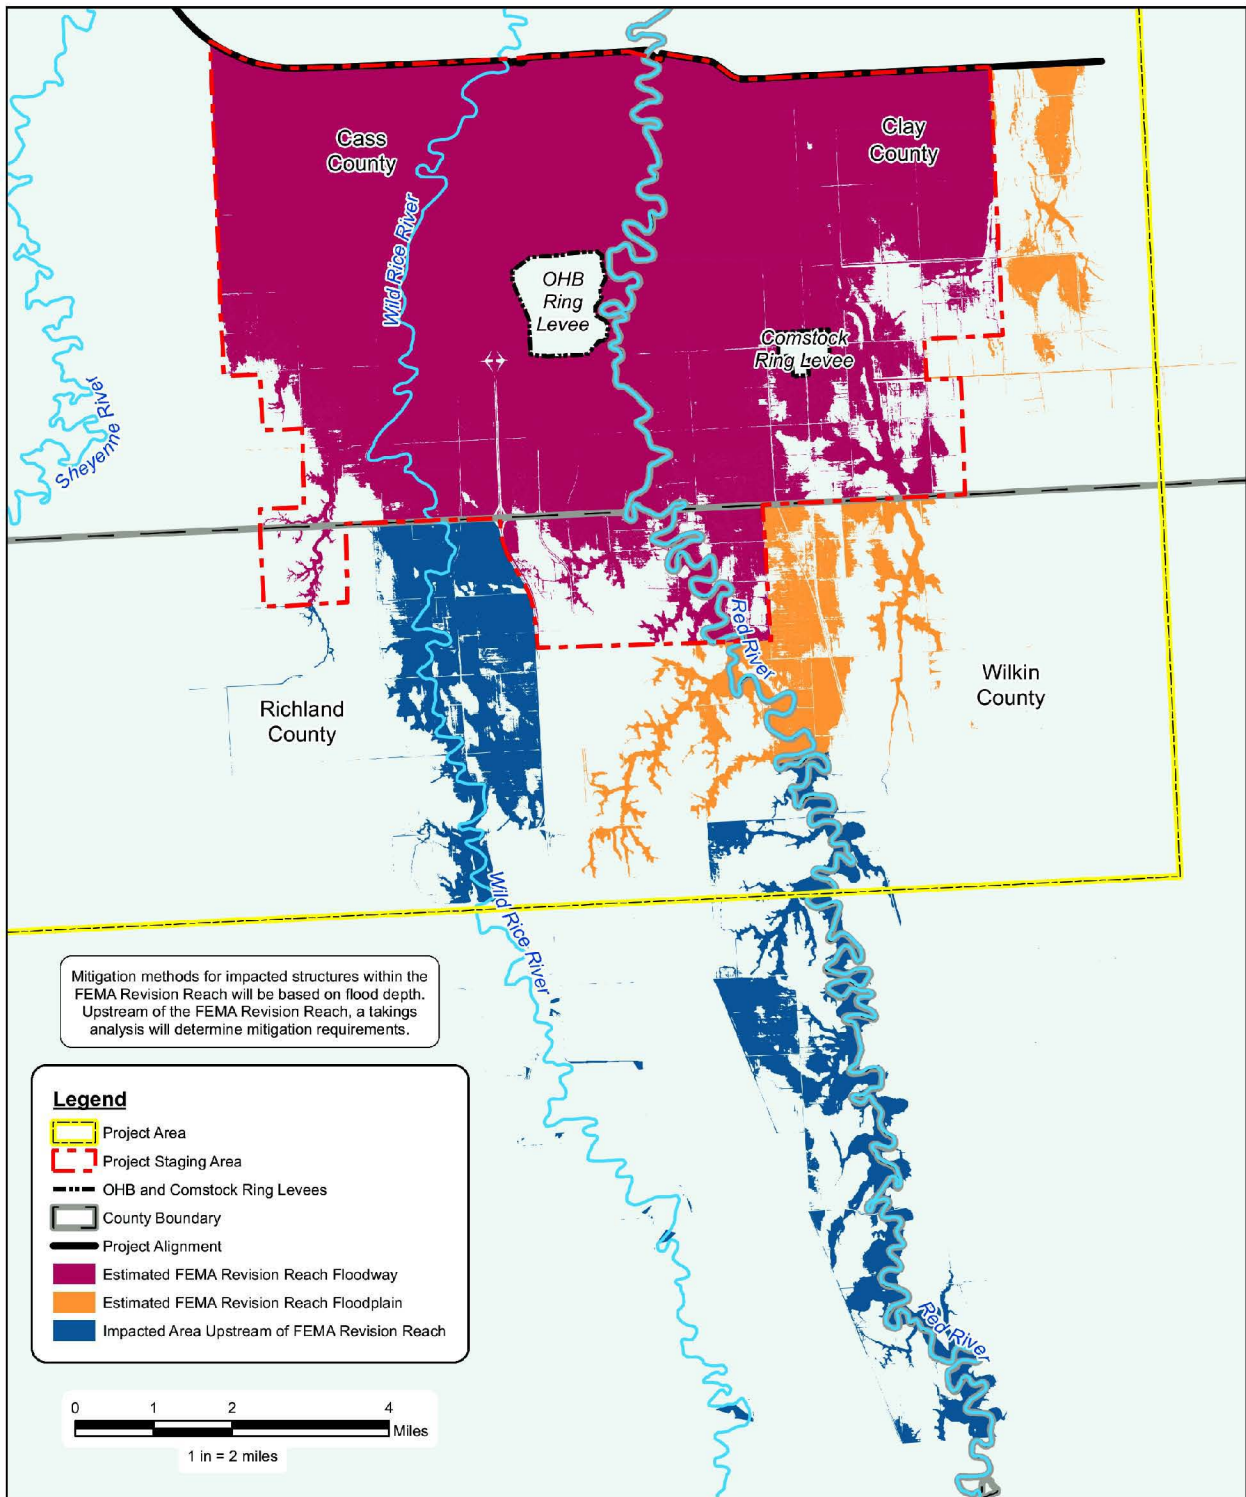 Cass
County
Clay
County
Wild Rice River
OHB
Ring
Levee
Comstock
Ring Levee
Sheyenne River
Red River
Richland
County
Wilkin
County
Wild Rice River
Mitigation methods for impacted structures within the
FEMA Revision Reach will be based on flood depth.
Upstream of the FEMA Revision Reach, a takings
analysis will determine mitigation requirements.
Legend
Project Area
Project Staging Area
OHB and Comstock Ring Levees
County Boundary
Project Alignment
Estimated FEMA Revision Reach Floodway
Estimated FEMA Revision Reach Floodplain
Impacted Area Upstream of FEMA Revision Reach
Red River
0 1 2 4
Miles
1 in = 2 miles